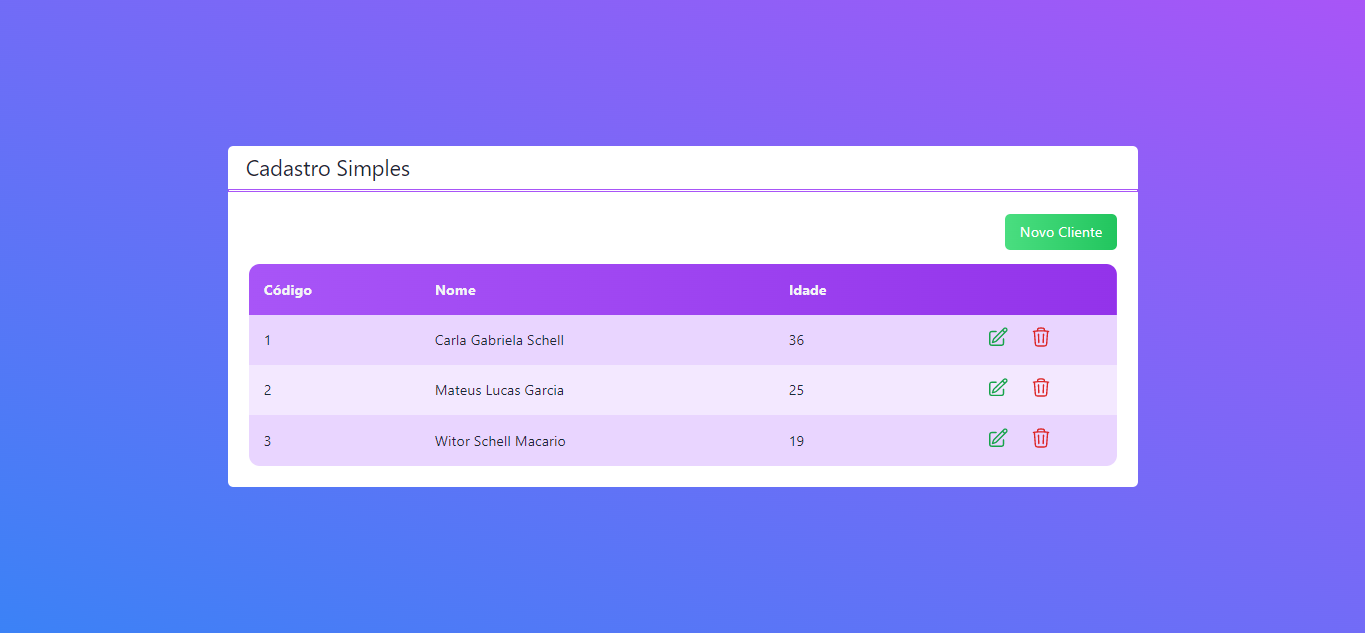 Cadastro Simples
Novo Cliente
Código Nome Idade
1 Carla Gabriela Schell 36
2 Mateus Lucas Garcia 25
3 Witor Schell Macario 19